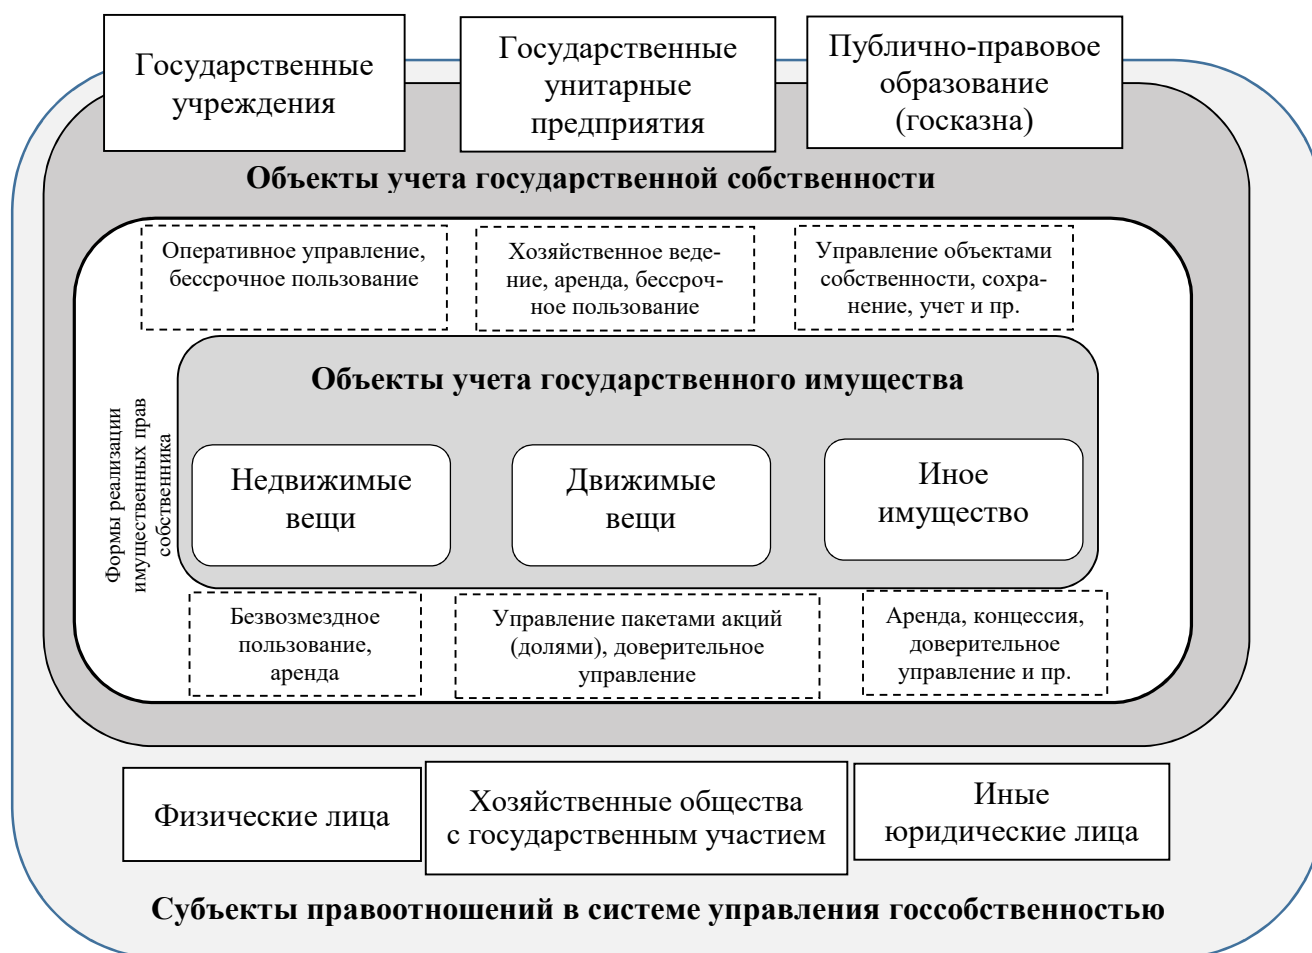 Государственные
учреждения
Государственные
унитарные
предприятия
Публично-правовое
образование
(госказна)
Объекты учета государственной собственности
Оперативное управление,
бессрочное пользование
Хозяйственное веде-
ние, аренда, бессроч-
ное пользование
Управление объектами
собственности, сохра-
нение, учет и пр.
Формы реализации
имущественных прав
собственника
Объекты учета государственного имущества
Недвижимые
вещи
Движимые
вещи
Иное
имущество
Безвозмездное
пользование,
аренда
Управление пакетами акций
(долями), доверительное
управление
Аренда, концессия,
доверительное
управление и пр.
Физические лица
Хозяйственные общества
с государственным участием
Иные
юридические лица
Субъекты правоотношений в системе управления госсобственностью